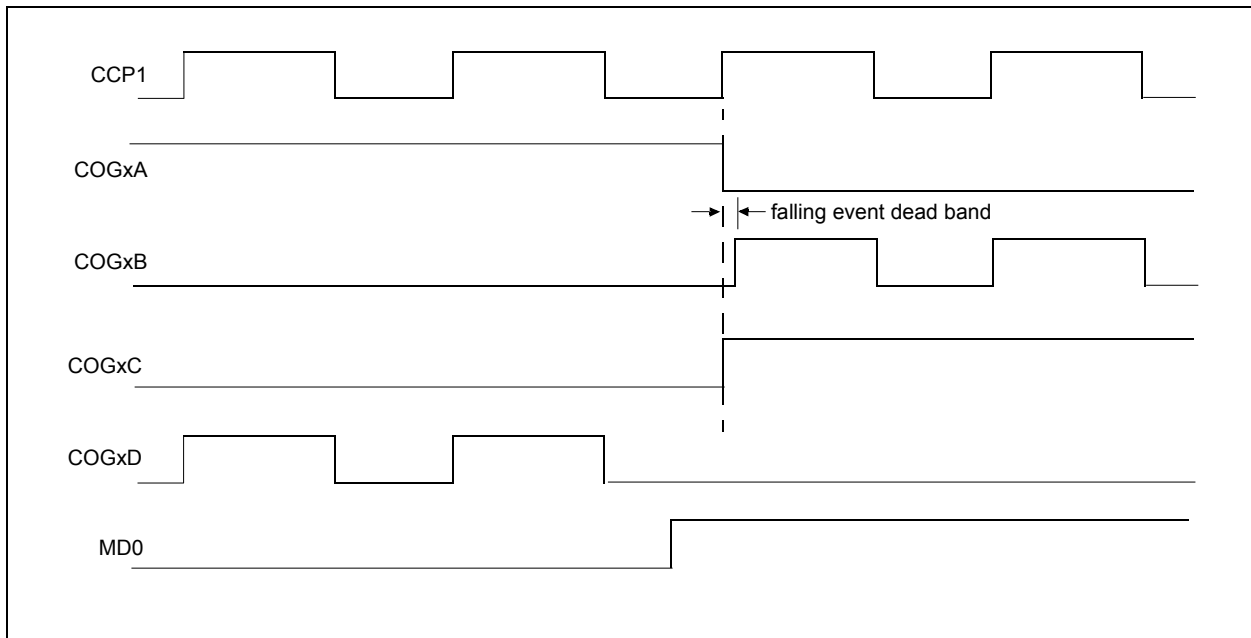 CCP1
COGxA
falling event dead band
COGxB
COGxC
COGxD
MD0